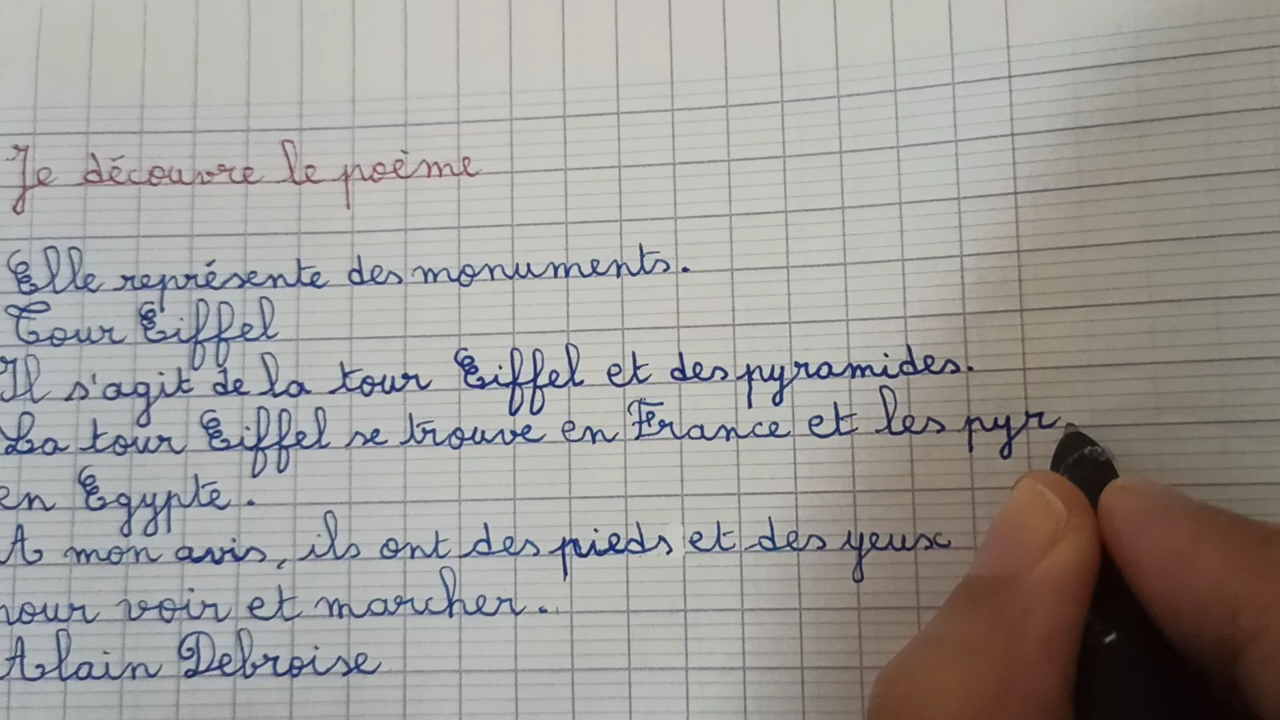 Je découvre le poème
Elle représente des monuments.
Tour Eiffel
Il s'agit de la tour Eiffel et des pyramides.
La tour Eiffel se trouve en France et les pyr
en Egypte.
A mon avis, ils ont des pieds et des yeux
pour voir et marcher.
Alain Debroise